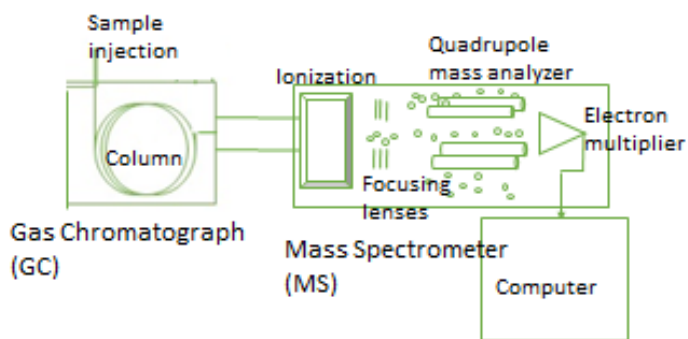 Sample
injection
Column
Gas Chromatograph
(GC)
Ionization
Quadrupole
mass analyzer
Electron
multiplier
Focusing
lenses
Mass Spectrometer
(MS)
Computer